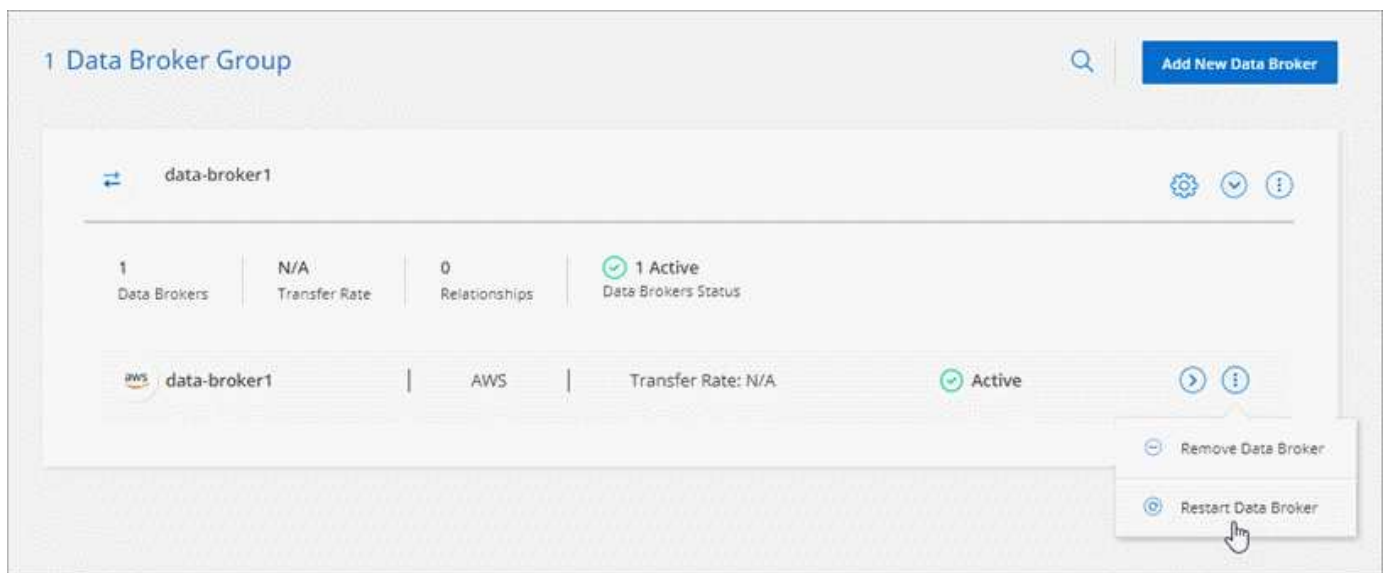 1 Data Broker Group
Add New Data Broker
data-broker1
1
Data Brokers
N/A
Transfer Rate
0
Relationships
1 Active
Data Brokers Status
aws
data-broker1
AWS
Transfer Rate: N/A
Active
Remove Data Broker
Restart Data Broker